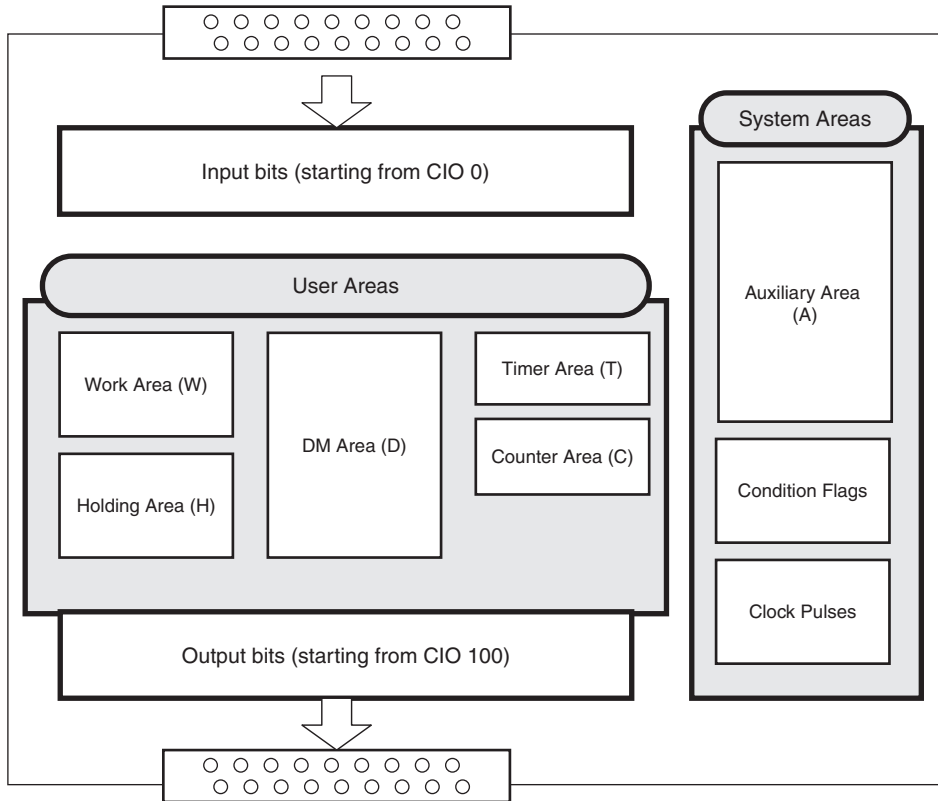 Input bits (starting from CIO 0)
User Areas
Work Area (W)
Holding Area (H)
DM Area (D)
Timer Area (T)
Counter Area (C)
Output bits (starting from CIO 100)
System Areas
Auxiliary Area
(A)
Condition Flags
Clock Pulses